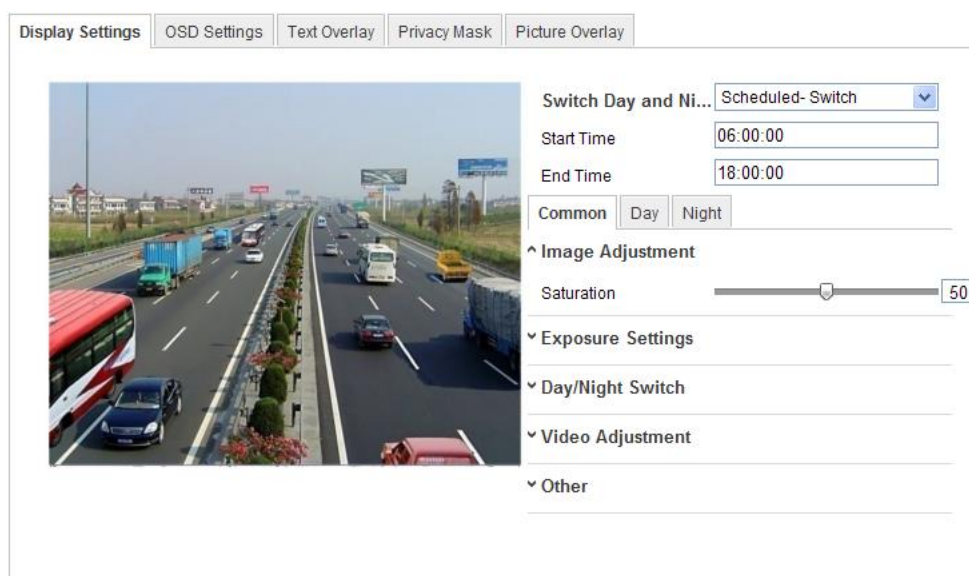 Display Settings OSD Settings Text Overlay Privacy Mask Picture Overlay
Switch Day and Ni... Scheduled- Switch
Start Time 06:00:00
End Time 18:00:00
Common Day Night
Image Adjustment
Saturation 50
Exposure Settings
Day/Night Switch
Video Adjustment
Other